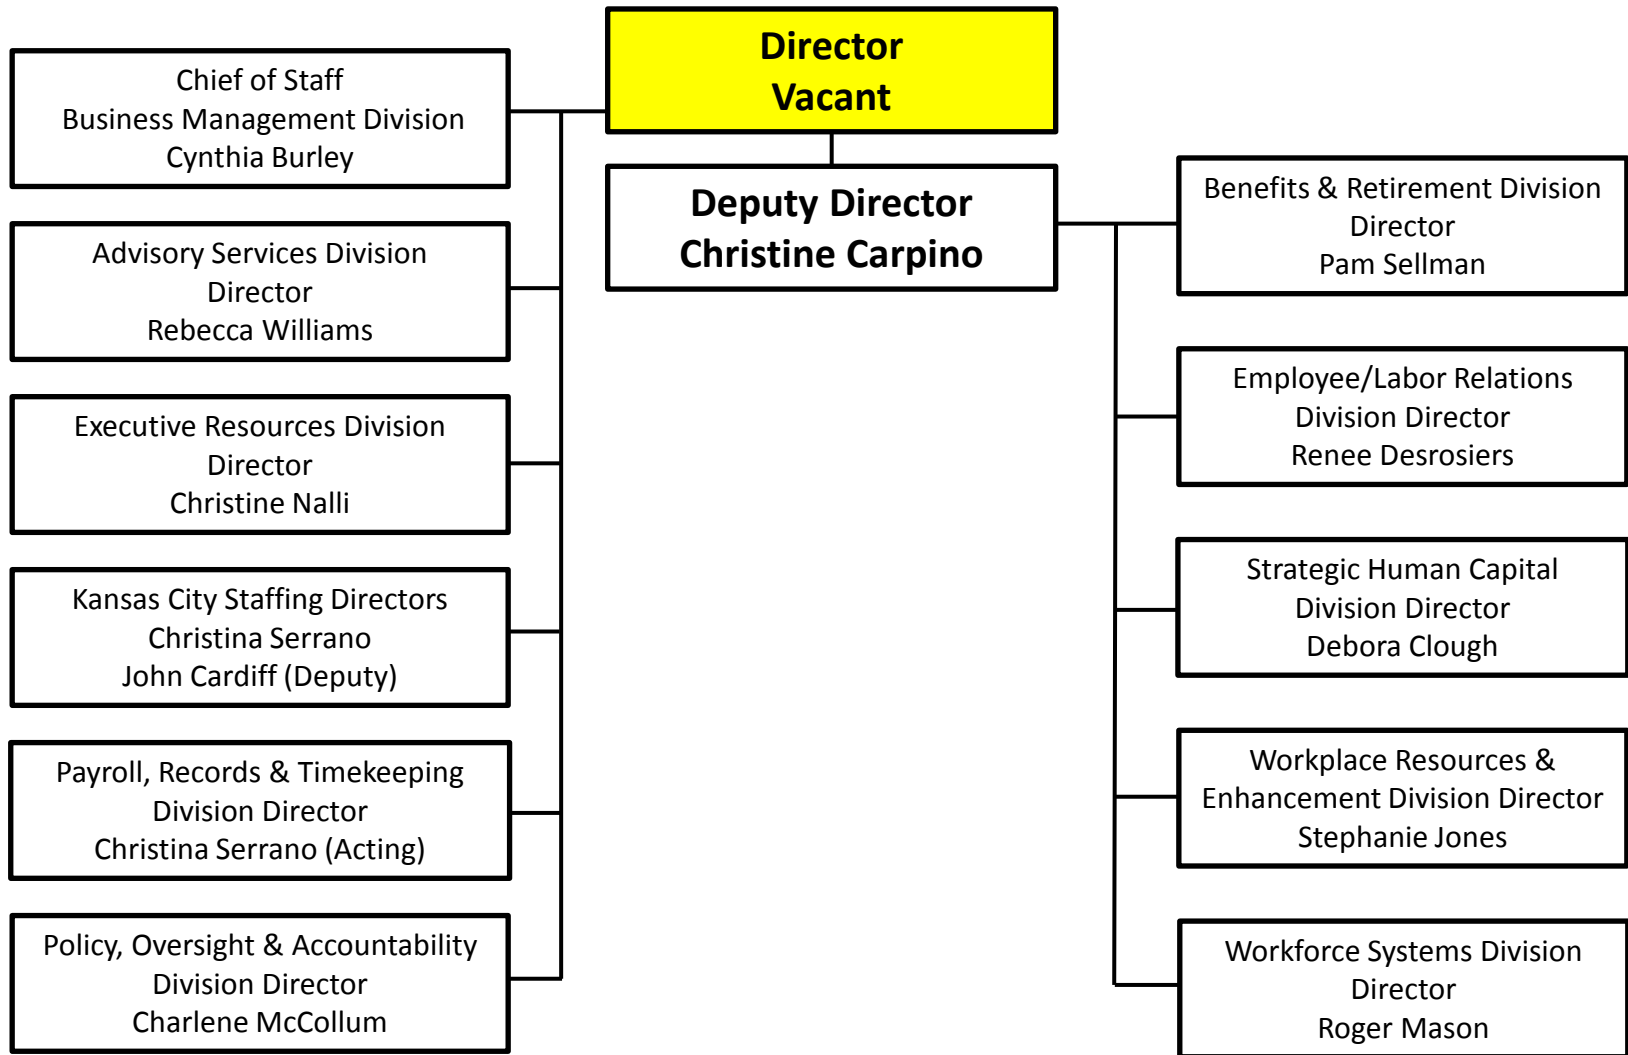 Director
Vacant
Deputy Director
Christine Carpino
Chief of Staff
Business Management Division
Cynthia Burley
Advisory Services Division
Director
Rebecca Williams
Executive Resources Division
Director
Christine Nalli
Kansas City Staffing Directors
Christina Serrano
John Cardiff (Deputy)
Payroll, Records & Timekeeping
Division Director
Christina Serrano (Acting)
Policy, Oversight & Accountability
Division Director
Charlene McCollum
Benefits & Retirement Division
Director
Pam Sellman
Employee/Labor Relations
Division Director
Renee Desrosiers
Strategic Human Capital
Division Director
Debora Clough
Workplace Resources &
Enhancement Division Director
Stephanie Jones
Workforce Systems Division
Director
Roger Mason